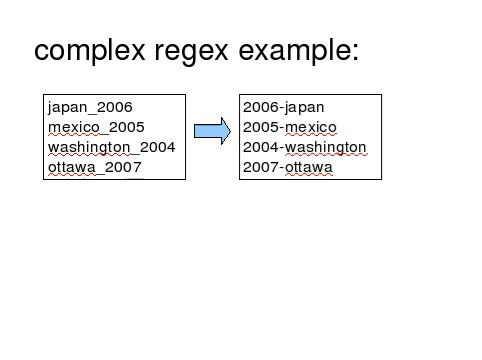 complex regex example:
japan_2006
mexico_2005
washington_2004
ottawa_2007
2006-japan
2005-mexico
2004-washington
2007-ottawa